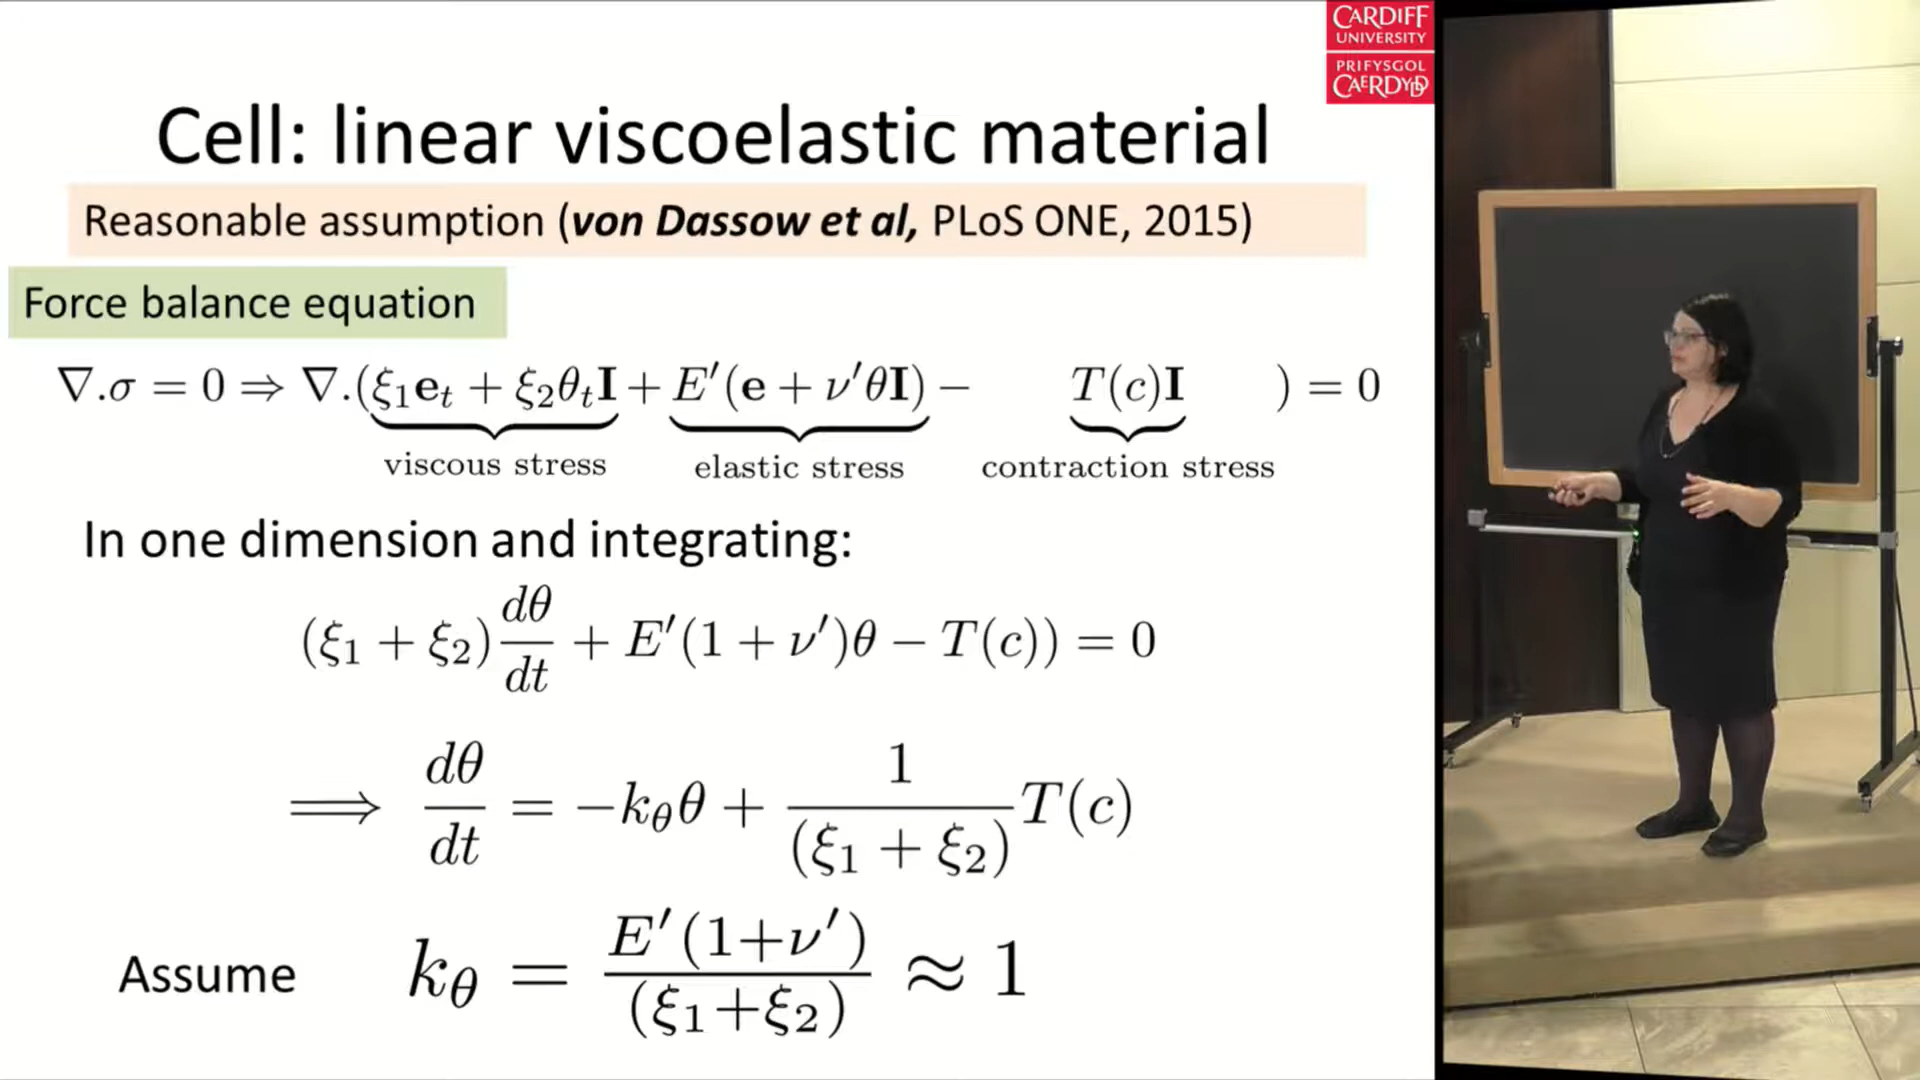 CARDIFF
UNIVERSITY
PRIFYSGOL
CAERDYDD
Cell: linear viscoelastic material
Reasonable assumption (von Dassow et al, PLoS ONE, 2015)
Force balance equation
∇.σ = 0 ⇒ ∇.(ξ₁e_t + ξ₂θ_tI + E′(e + ν′θI) − T(c)I ) = 0
viscous stress elastic stress contraction stress
In one dimension and integrating:
(ξ₁ + ξ₂) dθ/dt + E′(1 + ν′)θ − T(c)) = 0
⟹ dθ/dt = −k_θθ + 1/(ξ₁ + ξ₂) T(c)
Assume k_θ = E′(1+ν′)/(ξ₁+ξ₂) ≈ 1